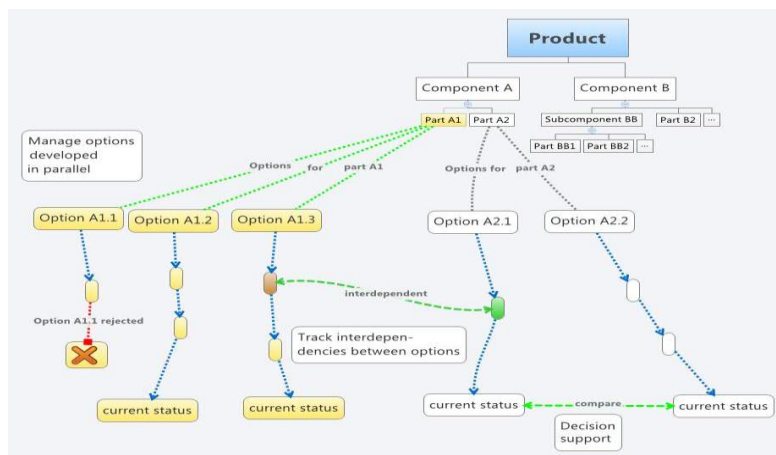 Product
Component A
Component B
Part A1
Part A2
Subcomponent BB
Part B2
...
Part BB1
Part BB2
...
Manage options
developed
in parallel
Options for part A1
Options for part A2
Option A1.1
Option A1.2
Option A1.3
Option A2.1
Option A2.2
interdependent
Option A1.1 rejected
Track interdepen-
dencies between options
current status
current status
current status
compare
current status
Decision
support